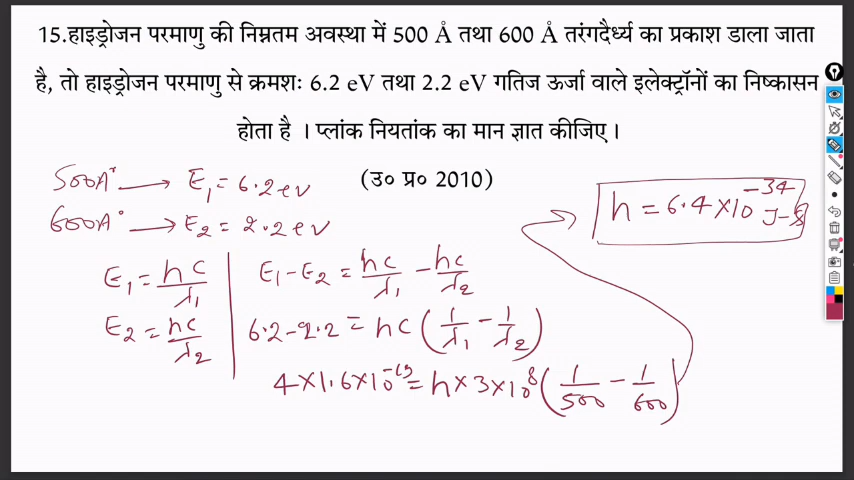 15.हाइड्रोजन परमाणु की निम्नतम अवस्था में 500 Å तथा 600 Å तरंगदैर्ध्य का प्रकाश डाला जाता
है, तो हाइड्रोजन परमाणु से क्रमशः 6.2 eV तथा 2.2 eV गतिज ऊर्जा वाले इलेक्ट्रॉनों का निष्कासन
होता है । प्लांक नियतांक का मान ज्ञात कीजिए ।
(उ० प्र० 2010)
500A° → E₁ = 6.2 ev
600A° → E₂ = 2.2 ev
h = 6.4 × 10⁻³⁴ J-S
E₁ = hc/λ₁
E₂ = hc/λ₂
E₁ - E₂ = hc/λ₁ - hc/λ₂
6.2 - 2.2 = hc (1/λ₁ - 1/λ₂)
4 × 1.6 × 10⁻¹⁹ = h × 3 × 10⁸ (1/500 - 1/600)